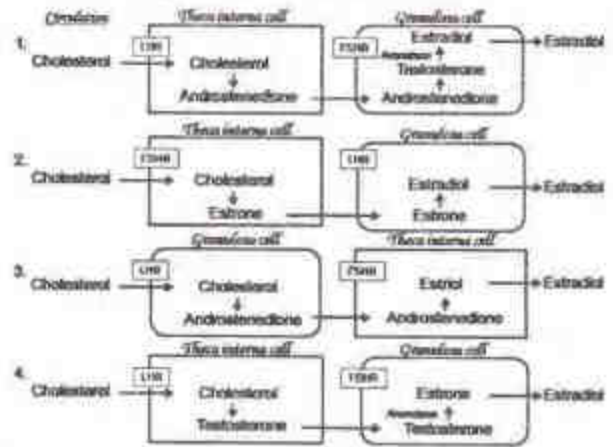 Circulation Theca interna cell Granulosa cell
1. LHR FSHR Estradiol Estradiol
Cholesterol Cholesterol Aromatase
Testosterone
Androstenedione Androstenedione
Theca interna cell Granulosa cell
2. FSHR LHR
Cholesterol Cholesterol Estradiol Estradiol
Estrone Estrone
Granulosa cell Theca interna cell
3. LHR FSHR
Cholesterol Cholesterol Estriol Estradiol
Androstenedione Androstenedione
Theca interna cell Granulosa cell
4. LHR FSHR
Cholesterol Cholesterol Estrone Estradiol
Aromatase
Testosterone Testosterone